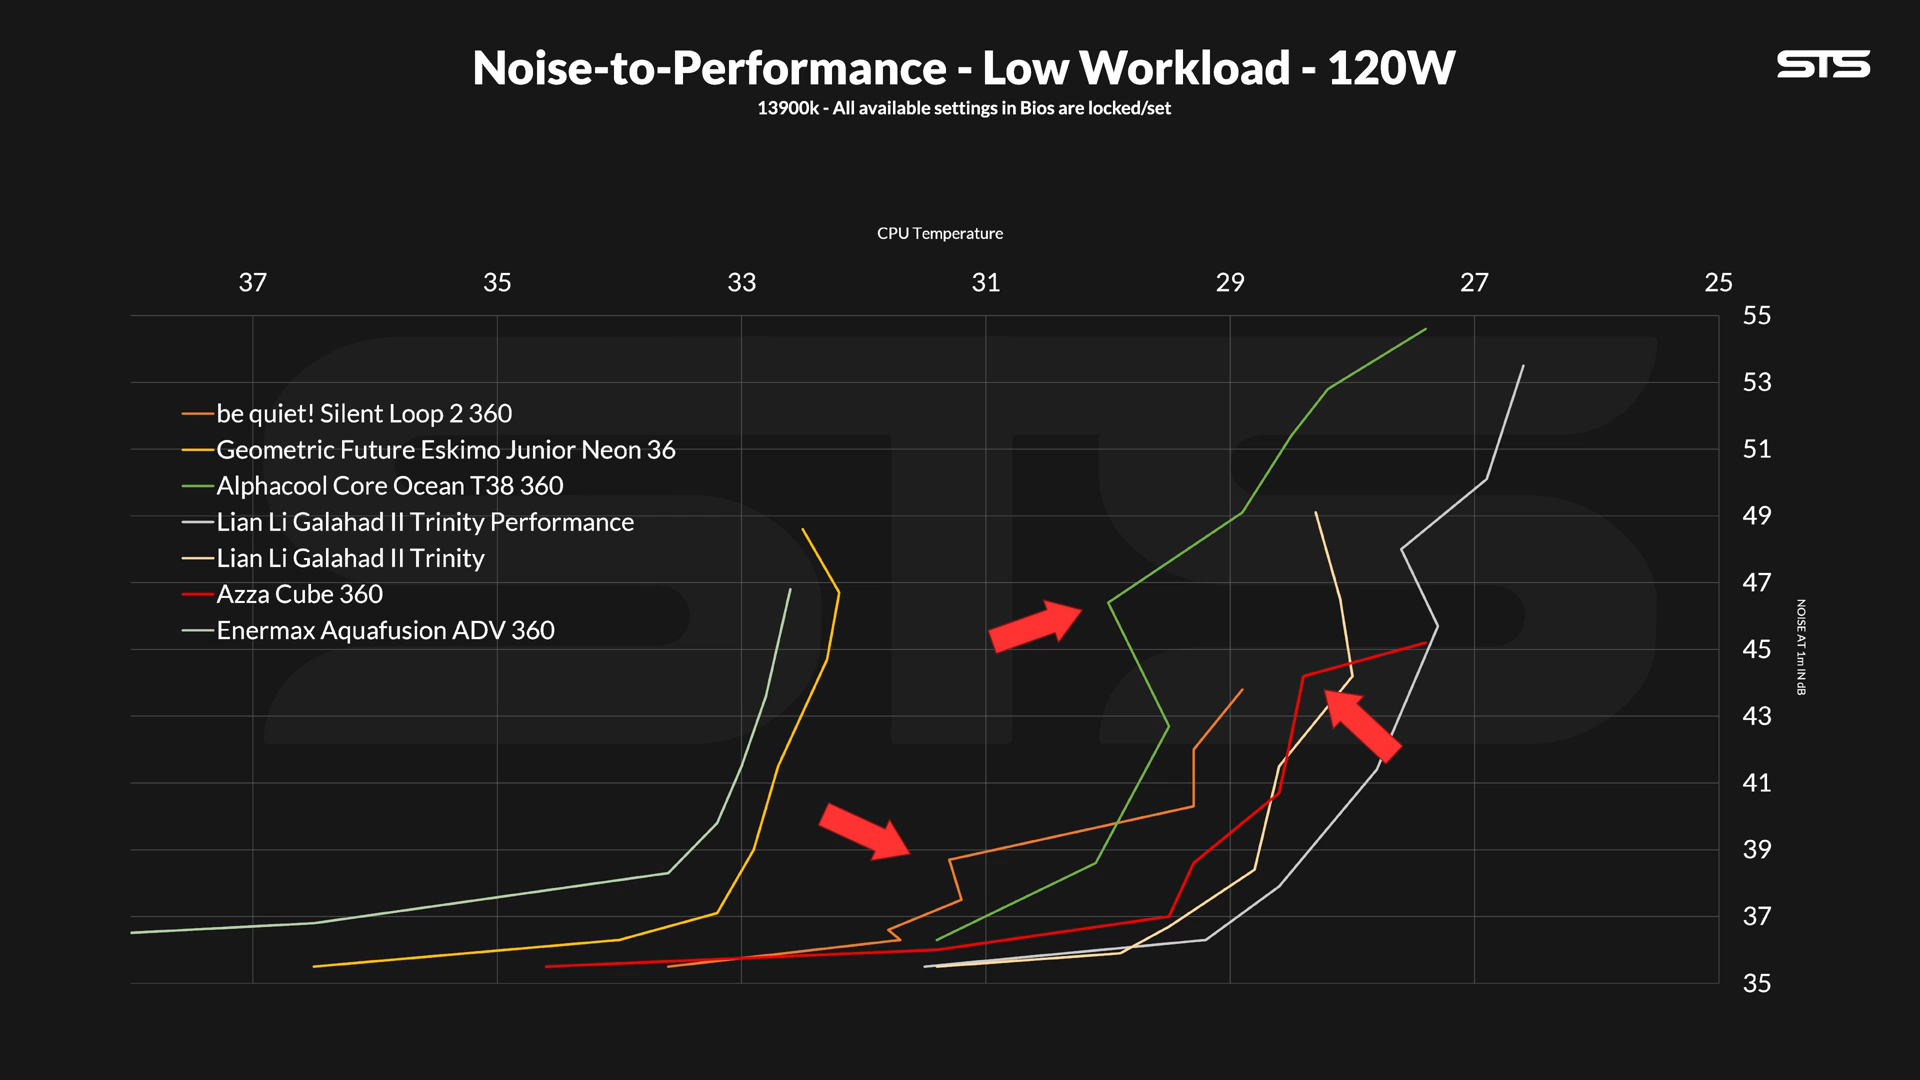 Noise-to-Performance - Low Workload - 120W
STS
13900k - All available settings in Bios are locked/set
CPU Temperature
37 35 33 31 29 27 25
55
53
51
49
47
45
43
41
39
37
35
be quiet! Silent Loop 2 360
Geometric Future Eskimo Junior Neon 36
Alphacool Core Ocean T38 360
Lian Li Galahad II Trinity Performance
Lian Li Galahad II Trinity
Azza Cube 360
Enermax Aquafusion ADV 360
NOISE AT 1m IN dB
STS